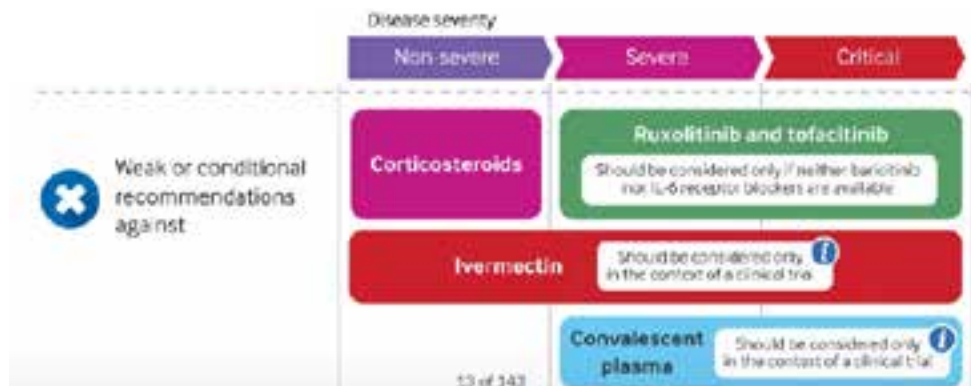 Disease severity
Non-severe
Severe
Critical
Weak or conditional
recommendations
against
Corticosteroids
Ruxolitinib and tofacitinib
Should be considered only if neither baricitinib
nor IL-6 receptor blockers are available
Ivermectin
Should be considered only
in the context of a clinical trial
i
Convalescent
plasma
Should be considered only
in the context of a clinical trial
i
13 of 143